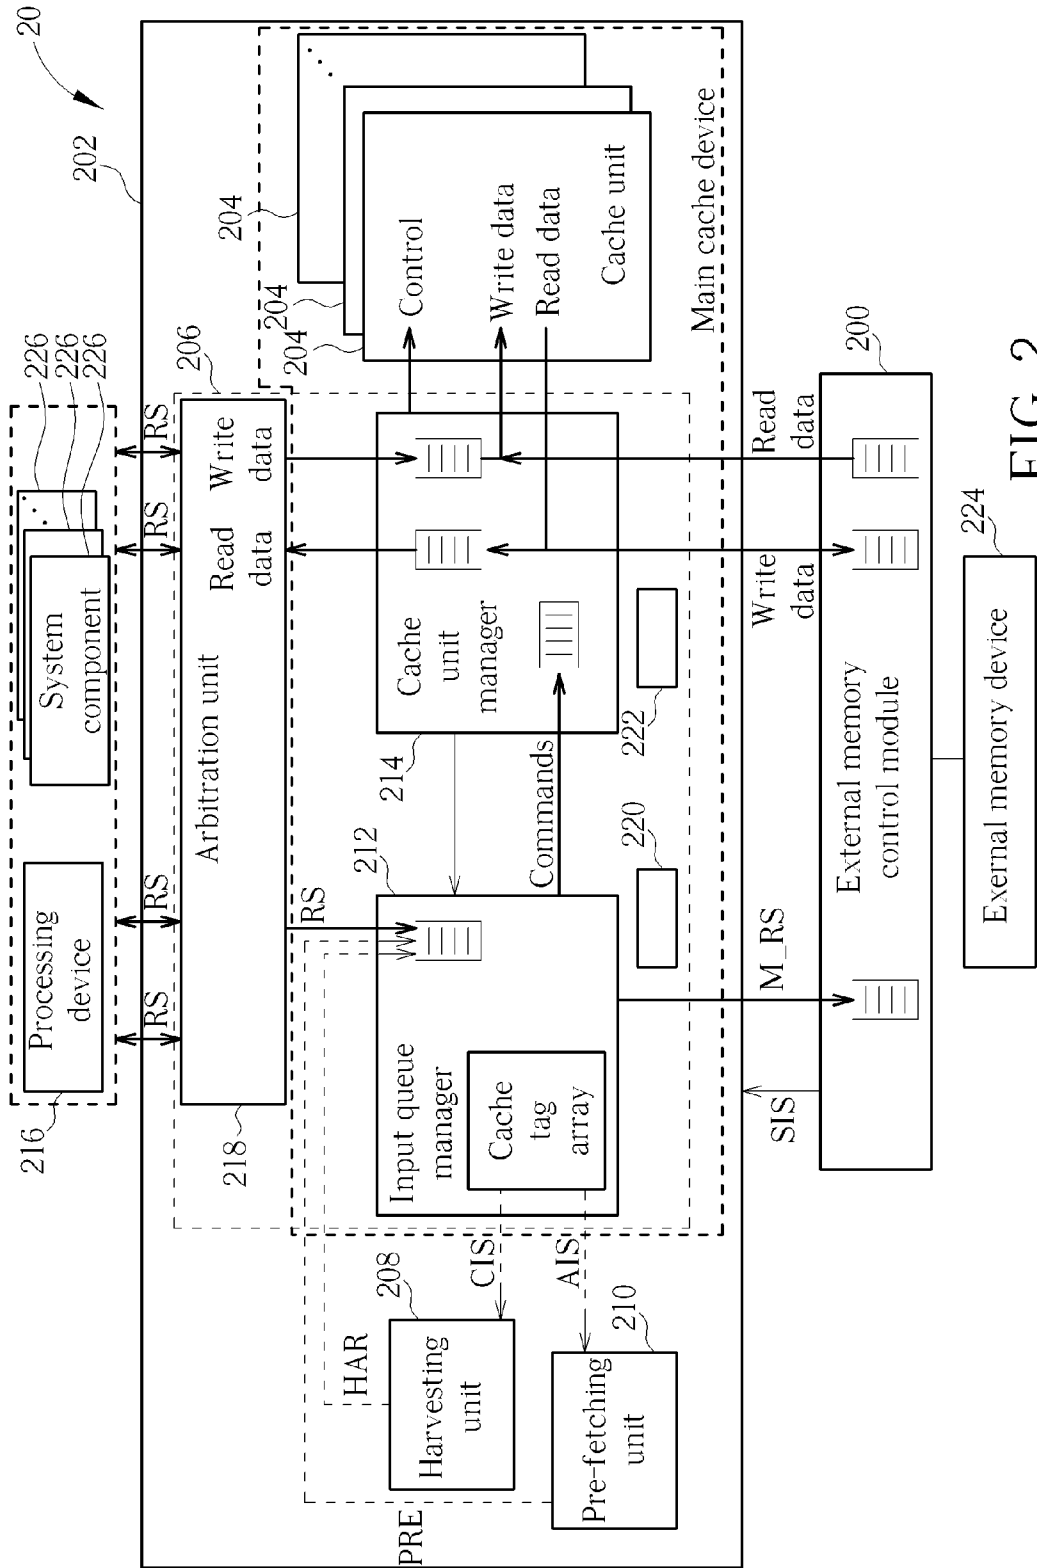 20
202
216
Processing
device
System
component
226
226
226
RS
RS
RS
RS
206
218
Arbitration unit
Read
data
Write
data
204
204
204
Control
Write data
Read data
Cache unit
Main cache device
RS
212
Input queue
manager
Cache
tag
array
Commands
214
Cache
unit
manager
220
222
HAR
PRE
CIS
AIS
208
Harvesting
unit
210
Pre-fetching
unit
SIS
M_RS
Write
data
Read
data
200
External memory
control module
224
Exernal memory device
FIG. 2